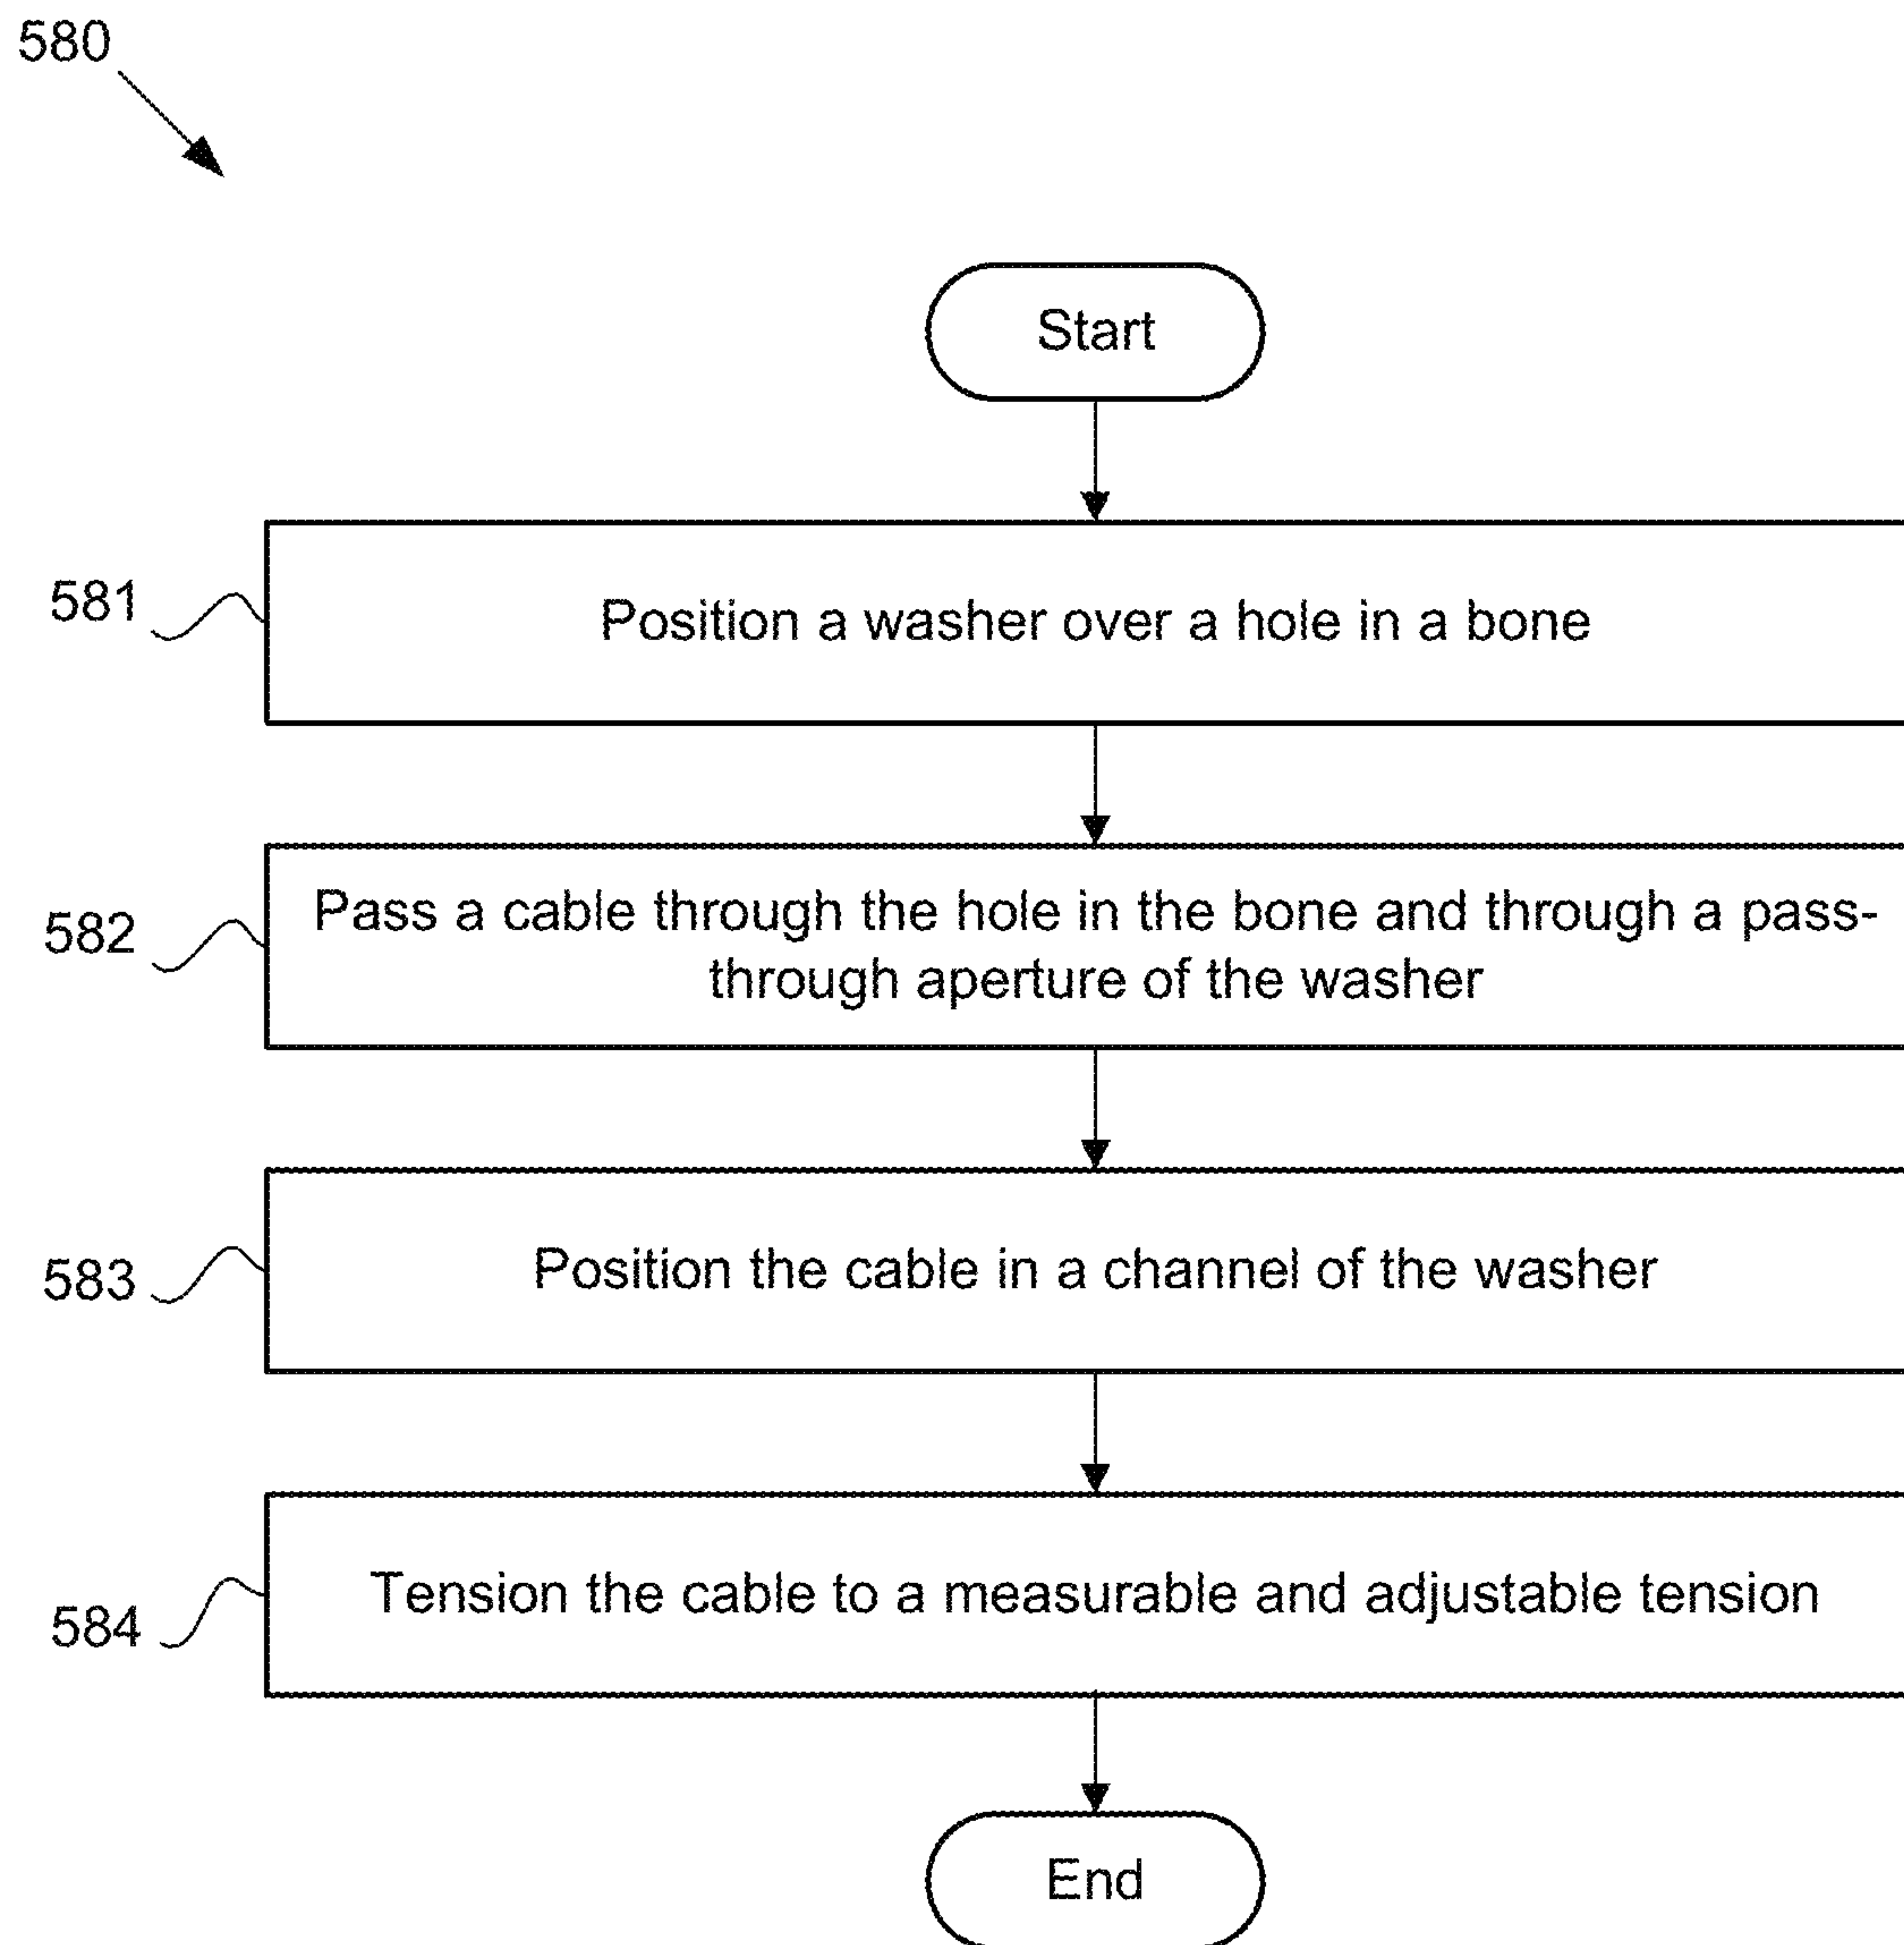 580
Start
581
Position a washer over a hole in a bone
582
Pass a cable through the hole in the bone and through a pass-
through aperture of the washer
583
Position the cable in a channel of the washer
584
Tension the cable to a measurable and adjustable tension
End